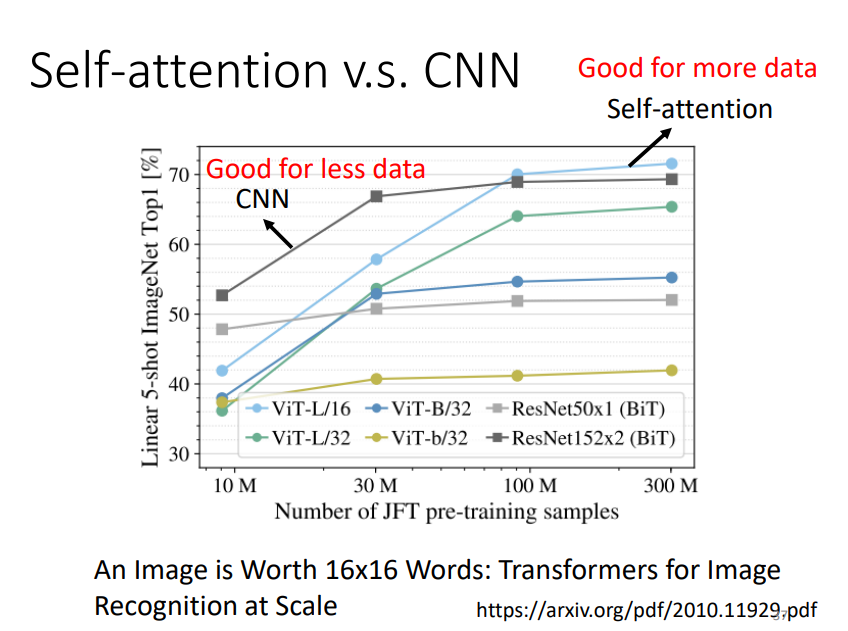 Self-attention v.s. CNN
Good for more data
Self-attention
Good for less data
CNN
Linear 5-shot ImageNet Top1 [%]
70
60
50
40
30
ViT-L/16 ViT-B/32 ResNet50x1 (BiT)
ViT-L/32 ViT-b/32 ResNet152x2 (BiT)
10 M 30 M 100 M 300 M
Number of JFT pre-training samples
An Image is Worth 16x16 Words: Transformers for Image
Recognition at Scale
https://arxiv.org/pdf/2010.11929.pdf
37